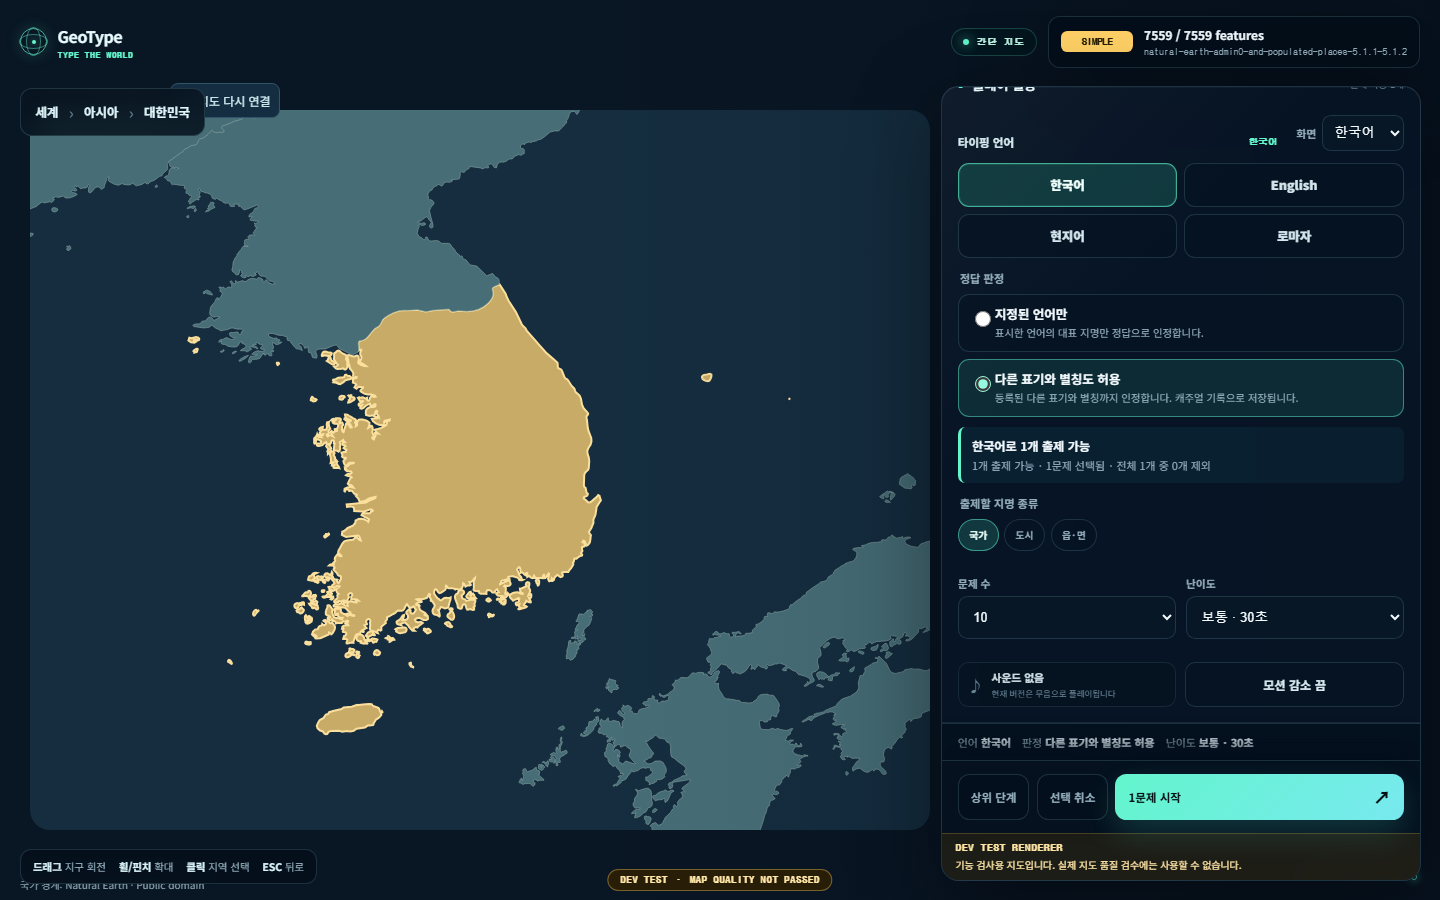 GeoType
TYPE THE WORLD
간단 지도
SIMPLE
7559 / 7559 features
natural-earth-admin0-and-populated-places-5.1.1-5.1.2
세계 › 아시아 › 대한민국
지도 다시 연결
타이핑 언어
한국어
화면
한국어
한국어
English
현지어
로마자
정답 판정
지정된 언어만
표시한 언어의 대표 지명만 정답으로 인정합니다.
다른 표기와 별칭도 허용
등록된 다른 표기와 별칭까지 인정합니다. 캐주얼 기록으로 저장됩니다.
한국어로 1개 출제 가능
1개 출제 가능 · 1문제 선택됨 · 전체 1개 중 0개 제외
출제할 지명 종류
국가
도시
읍·면
문제 수
난이도
10
보통 · 30초
♪
사운드 없음
현재 버전은 무음으로 플레이됩니다
모션 감소 끔
언어 한국어 판정 다른 표기와 별칭도 허용 난이도 보통 · 30초
상위 단계
선택 취소
1문제 시작 ↗
DEV TEST RENDERER
기능 검사용 지도입니다. 실제 지도 품질 검수에는 사용할 수 없습니다.
드래그 지구 회전 휠/핀치 확대 클릭 지역 선택 ESC 뒤로
국가 경계: Natural Earth · Public domain
DEV TEST · MAP QUALITY NOT PASSED